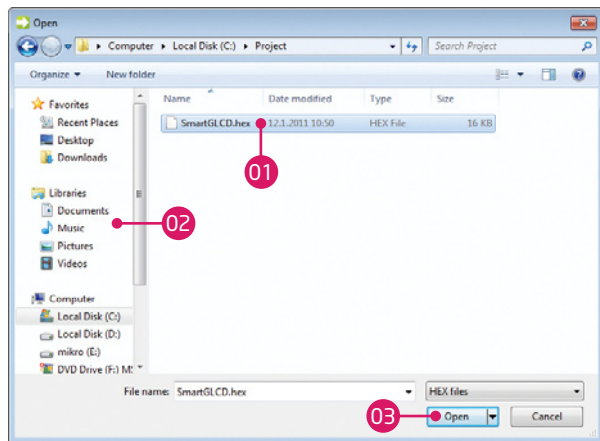 Open
Computer ▸ Local Disk (C:) ▸ Project
Search Project
Organize
New folder
Name
Date modified
Type
Size
SmartGLCD.hex
12.1.2011 10:50
HEX File
16 KB
01
Favorites
Recent Places
Desktop
Downloads
Libraries
Documents
Music
Pictures
Videos
02
Computer
Local Disk (C:)
Local Disk (D:)
mikro (E:)
DVD Drive (F:)
File name:
SmartGLCD.hex
HEX files
03
Open
Cancel